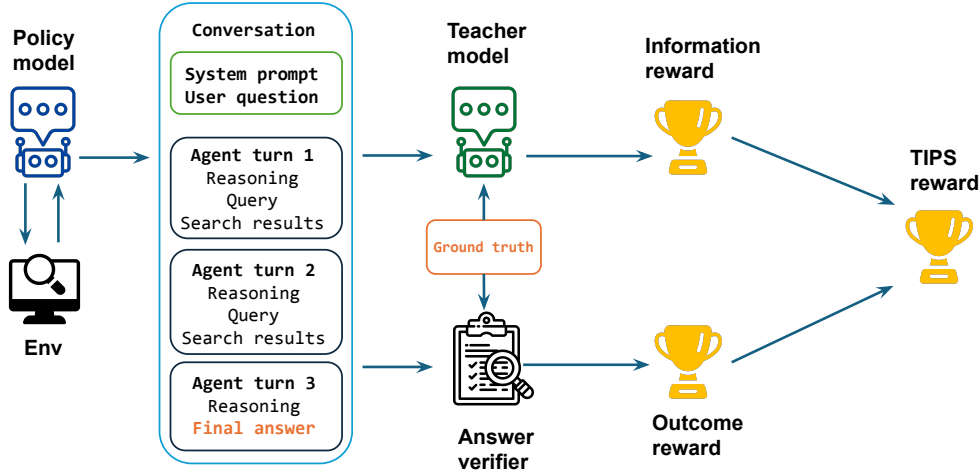 Policy
model
Env
Conversation
System prompt
User question
Agent turn 1
Reasoning
Query
Search results
Agent turn 2
Reasoning
Query
Search results
Agent turn 3
Reasoning
Final answer
Teacher
model
Ground truth
Answer
verifier
Information
reward
Outcome
reward
TIPS
reward